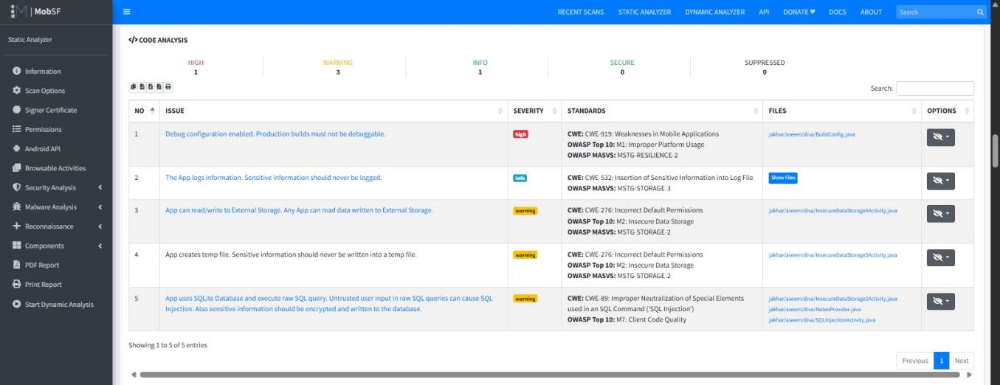 MobSF
RECENT SCANS STATIC ANALYZER DYNAMIC ANALYZER API DONATE ♥ DOCS ABOUT Search
Static Analyzer
Information
Scan Options
Signer Certificate
Permissions
Android API
Browsable Activities
Security Analysis
Malware Analysis
Reconnaissance
Components
PDF Report
Print Report
Start Dynamic Analysis
</> CODE ANALYSIS
HIGH WARNING INFO SECURE SUPPRESSED
1 3 1 0 0
Search:
NO ISSUE SEVERITY STANDARDS FILES OPTIONS
1 Debug configuration enabled. Production builds must not be debuggable. high CWE: CWE-919: Weaknesses in Mobile Applications jakhar/aseem/diva/BuildConfig.java
OWASP Top 10: M1: Improper Platform Usage
OWASP MASVS: MSTG-RESILIENCE-2
2 The App logs information. Sensitive information should never be logged. info CWE: CWE-532: Insertion of Sensitive Information into Log File Show Files
OWASP MASVS: MSTG-STORAGE-3
3 App can read/write to External Storage. Any App can read data written to External Storage. warning CWE: CWE-276: Incorrect Default Permissions jakhar/aseem/diva/InsecureDataStorage4Activity.java
OWASP Top 10: M2: Insecure Data Storage
OWASP MASVS: MSTG-STORAGE-2
4 App creates temp file. Sensitive information should never be written into a temp file. warning CWE: CWE-276: Incorrect Default Permissions jakhar/aseem/diva/InsecureDataStorage3Activity.java
OWASP Top 10: M2: Insecure Data Storage
OWASP MASVS: MSTG-STORAGE-2
5 App uses SQLite Database and execute raw SQL query. Untrusted user input in raw SQL queries can cause SQL warning CWE: CWE-89: Improper Neutralization of Special Elements jakhar/aseem/diva/InsecureDataStorage2Activity.java
Injection. Also sensitive information should be encrypted and written to the database. used in an SQL Command ('SQL Injection') jakhar/aseem/diva/NotesProvider.java
OWASP Top 10: M7: Client Code Quality jakhar/aseem/diva/SQLInjectionActivity.java
Showing 1 to 5 of 5 entries
Previous 1 Next